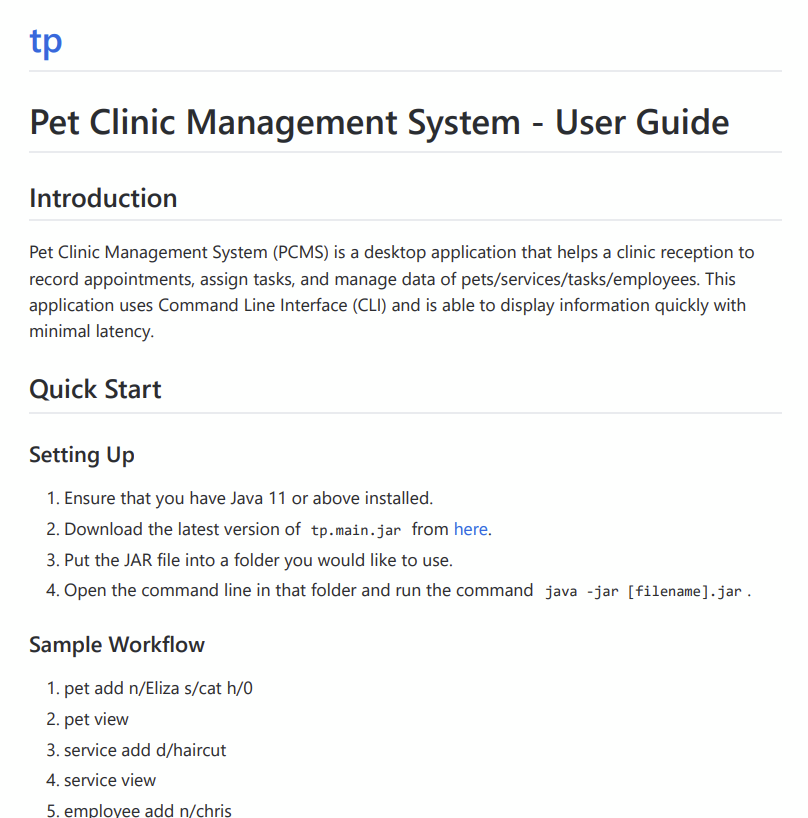 tp
Pet Clinic Management System - User Guide
Introduction
Pet Clinic Management System (PCMS) is a desktop application that helps a clinic reception to
record appointments, assign tasks, and manage data of pets/services/tasks/employees. This
application uses Command Line Interface (CLI) and is able to display information quickly with
minimal latency.
Quick Start
Setting Up
1. Ensure that you have Java 11 or above installed.
2. Download the latest version of tp.main.jar from here.
3. Put the JAR file into a folder you would like to use.
4. Open the command line in that folder and run the command java -jar [filename].jar .
Sample Workflow
1. pet add n/Eliza s/cat h/0
2. pet view
3. service add d/haircut
4. service view
5. employee add n/chris